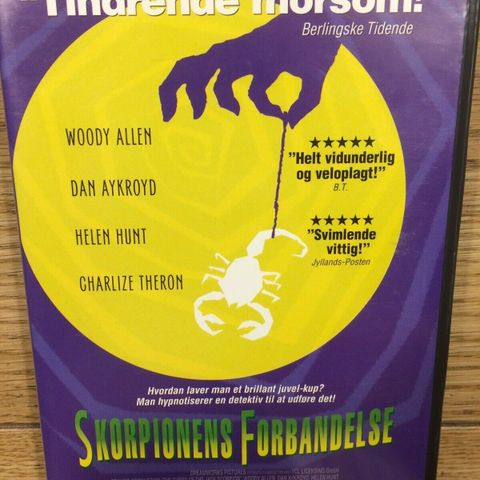 "Tindrende morsom!"
Berlingske Tidende
WOODY ALLEN
DAN AYKROYD
HELEN HUNT
CHARLIZE THERON
★★★★★
"Helt vidunderlig
og veloplagt!"
B.T.
★★★★★
"Svimlende
vittig!"
Jyllands-Posten
Hvordan laver man et brillant juvel-kup?
Man hypnotiserer en detektiv til at udføre det!
SKORPIONENS FORBANDELSE
DREAMWORKS PICTURES